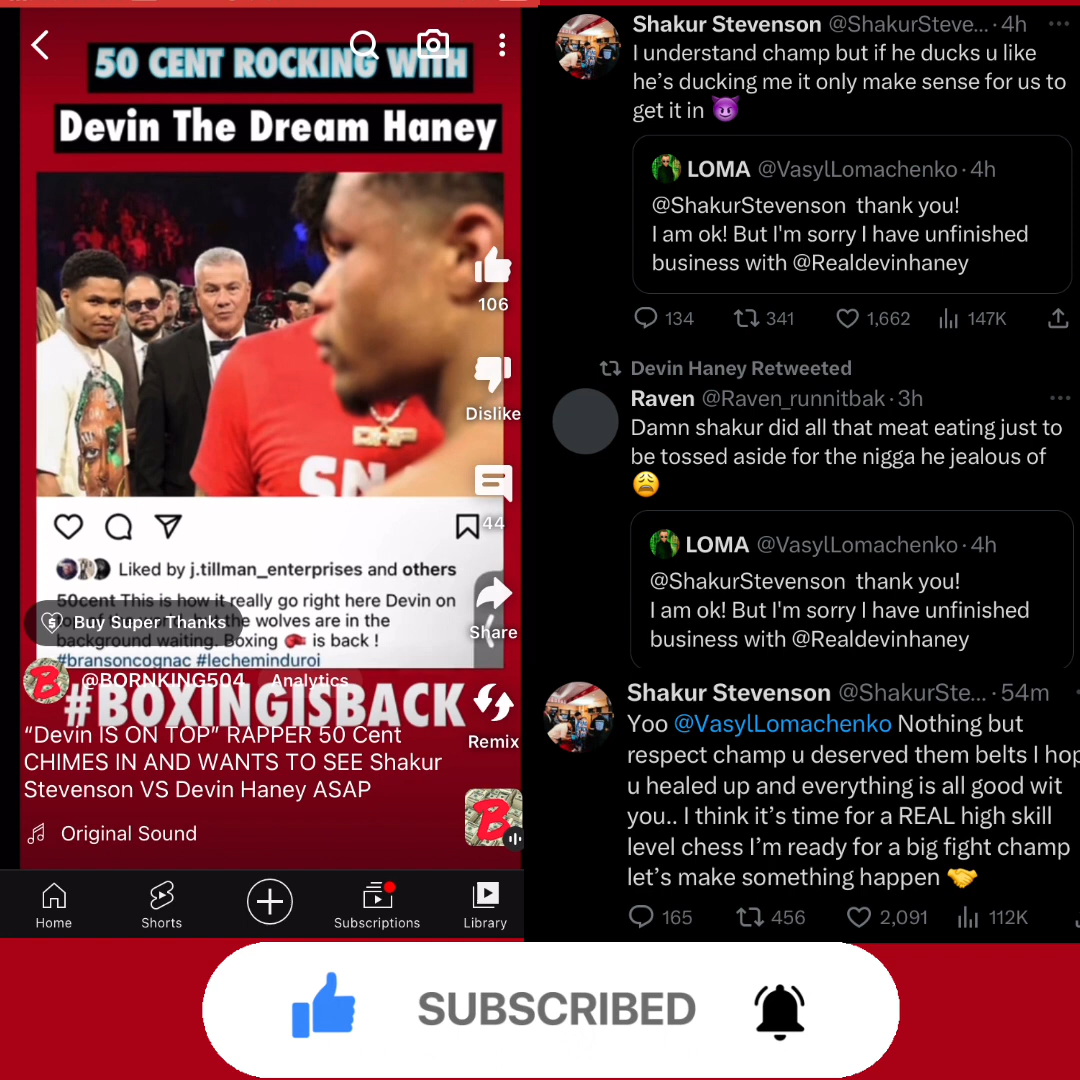 50 CENT ROCKING WITH
Devin The Dream Haney
DHP
SN
106
Dislike
44
Share
Remix
Liked by j.tillman_enterprises and others
50cent This is how it really go right here Devin on
the wolves are in the
background waiting. Boxing 🥊 is back !
#bransoncognac #lechemínduroi
Buy Super Thanks
@BORNKING504 Analytics
#BOXINGISBACK
“Devin IS ON TOP” RAPPER 50 Cent
CHIMES IN AND WANTS TO SEE Shakur
Stevenson VS Devin Haney ASAP
Original Sound
Home
Shorts
Subscriptions
Library
Shakur Stevenson @ShakurSteve... · 4h
I understand champ but if he ducks u like
he’s ducking me it only make sense for us to
get it in 😈
LOMA @VasylLomachenko · 4h
@ShakurStevenson thank you!
I am ok! But I'm sorry I have unfinished
business with @Realdevinhaney
134 341 1,662 147K
Devin Haney Retweeted
Raven @Raven_runnitbak · 3h
Damn shakur did all that meat eating just to
be tossed aside for the nigga he jealous of
😩
LOMA @VasylLomachenko · 4h
@ShakurStevenson thank you!
I am ok! But I'm sorry I have unfinished
business with @Realdevinhaney
Shakur Stevenson @ShakurSte... · 54m
Yoo @VasylLomachenko Nothing but
respect champ u deserved them belts I hop
u healed up and everything is all good wit
you.. I think it’s time for a REAL high skill
level chess I’m ready for a big fight champ
let’s make something happen 🤝
165 456 2,091 112K
SUBSCRIBED